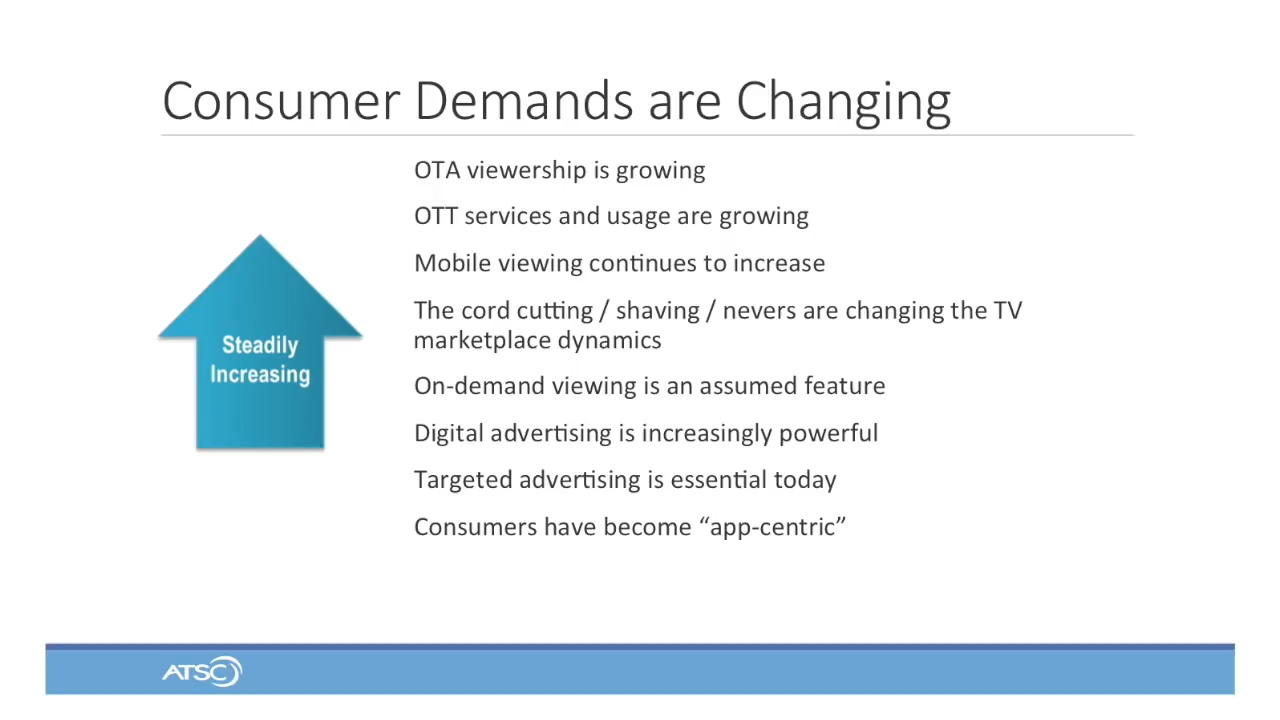 Consumer Demands are Changing
OTA viewership is growing
OTT services and usage are growing
Mobile viewing continues to increase
The cord cutting / shaving / nevers are changing the TV
marketplace dynamics
On-demand viewing is an assumed feature
Digital advertising is increasingly powerful
Targeted advertising is essential today
Consumers have become “app-centric”
Steadily
Increasing
ATSC